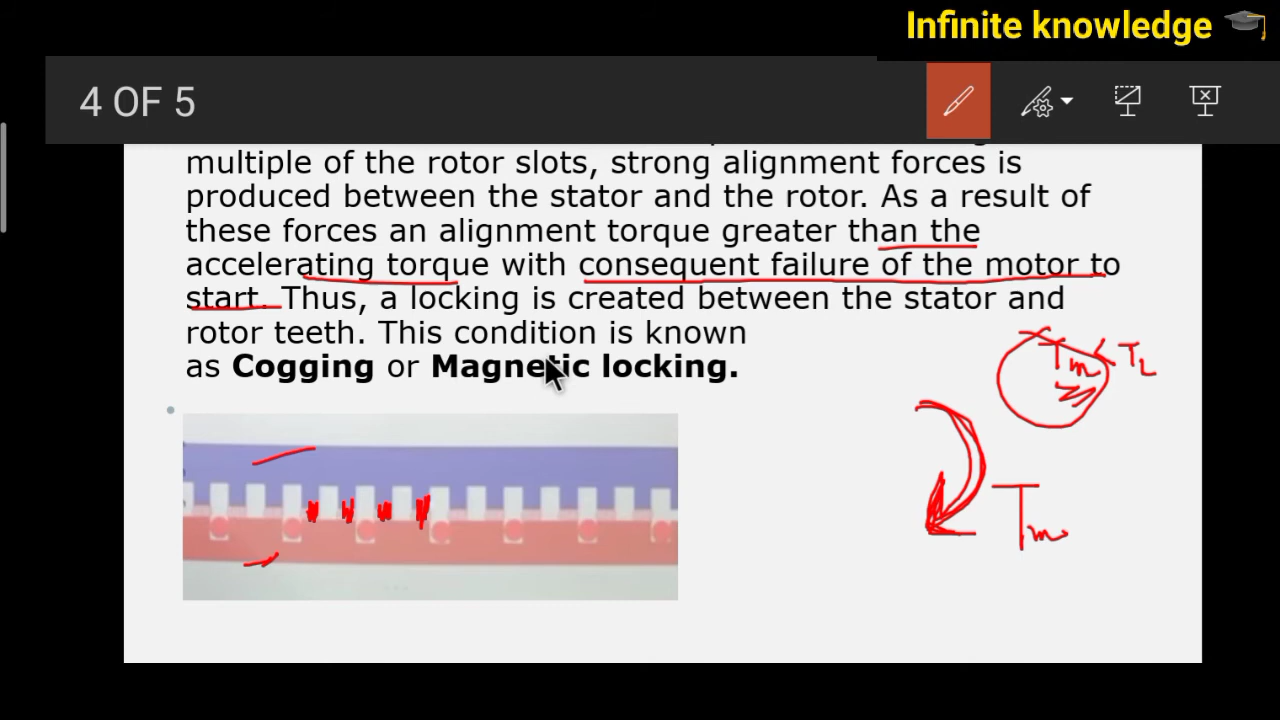 Infinite knowledge
4 OF 5
multiple of the rotor slots, strong alignment forces is
produced between the stator and the rotor. As a result of
these forces an alignment torque greater than the
accelerating torque with consequent failure of the motor to
start. Thus, a locking is created between the stator and
rotor teeth. This condition is known
as Cogging or Magnetic locking.
Tm TL
Tm